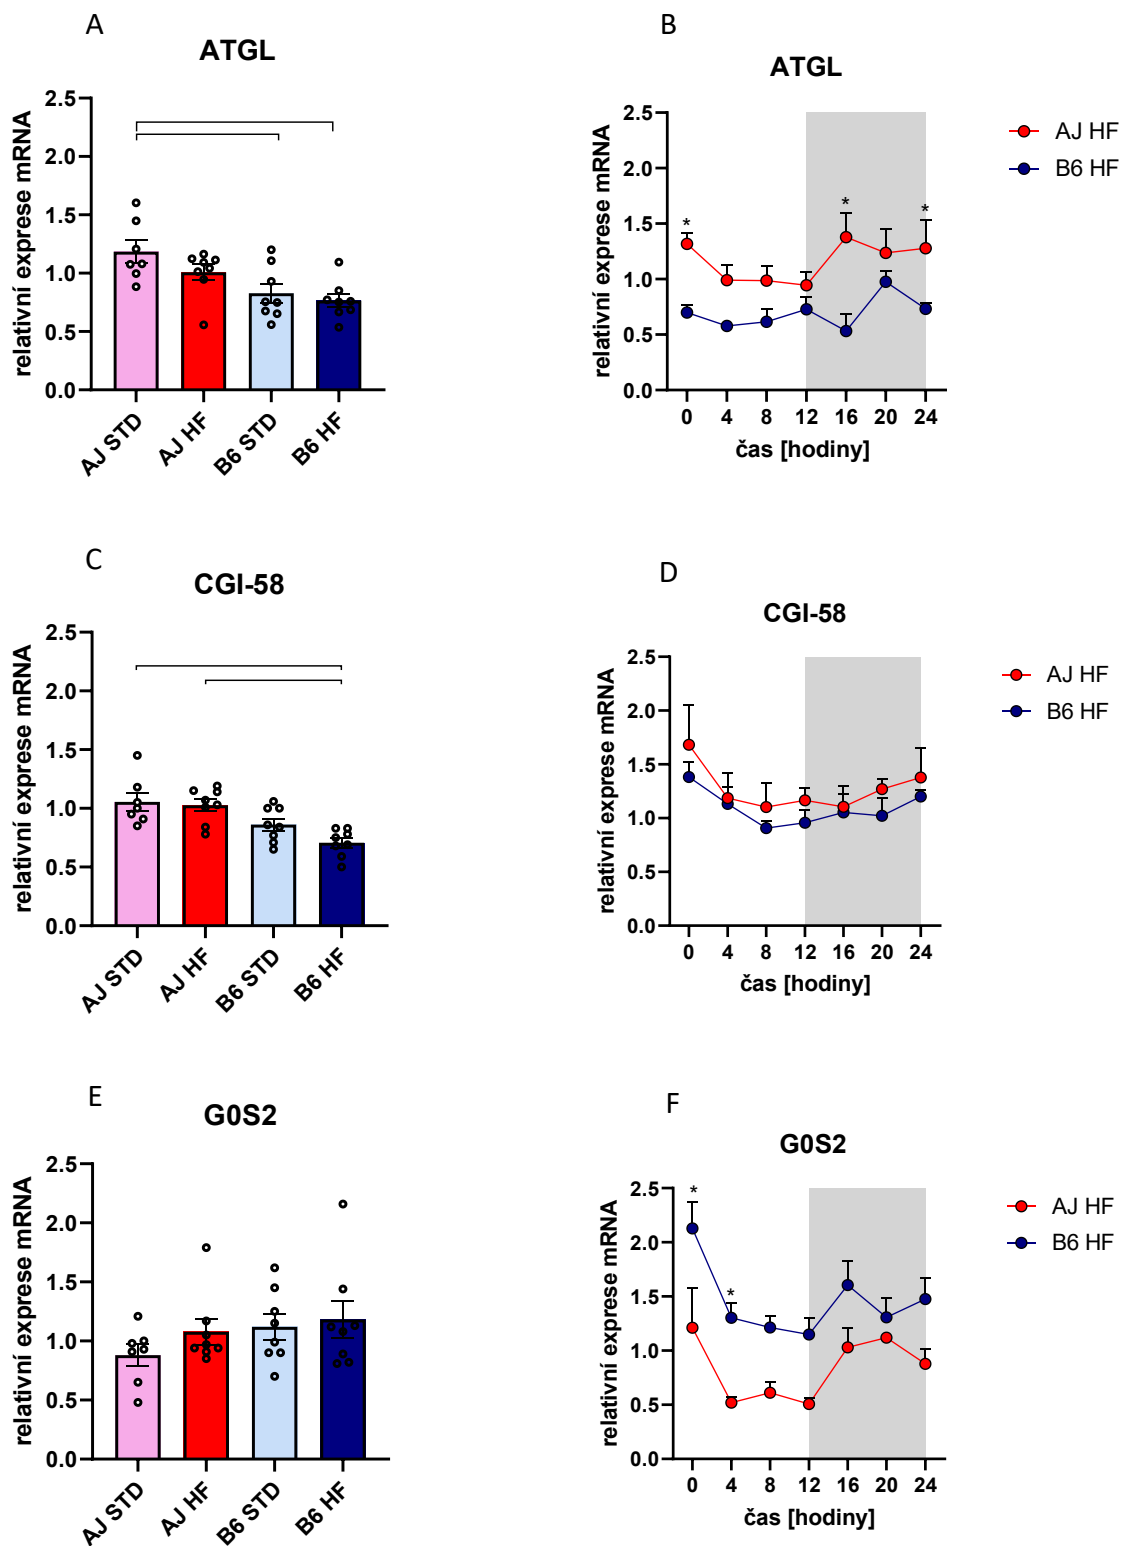 A
ATGL
relativní exprese mRNA
2.5
2.0
1.5
1.0
0.5
0.0
AJ STD
AJ HF
B6 STD
B6 HF
B
ATGL
relativní exprese mRNA
2.5
2.0
1.5
1.0
0.5
0.0
* * *
0 4 8 12 16 20 24
čas [hodiny]
AJ HF
B6 HF
C
CGI-58
relativní exprese mRNA
2.5
2.0
1.5
1.0
0.5
0.0
AJ STD
AJ HF
B6 STD
B6 HF
D
CGI-58
relativní exprese mRNA
2.5
2.0
1.5
1.0
0.5
0.0
0 4 8 12 16 20 24
čas [hodiny]
AJ HF
B6 HF
E
G0S2
relativní exprese mRNA
2.5
2.0
1.5
1.0
0.5
0.0
AJ STD
AJ HF
B6 STD
B6 HF
F
G0S2
relativní exprese mRNA
2.5
2.0
1.5
1.0
0.5
0.0
* *
0 4 8 12 16 20 24
čas [hodiny]
AJ HF
B6 HF